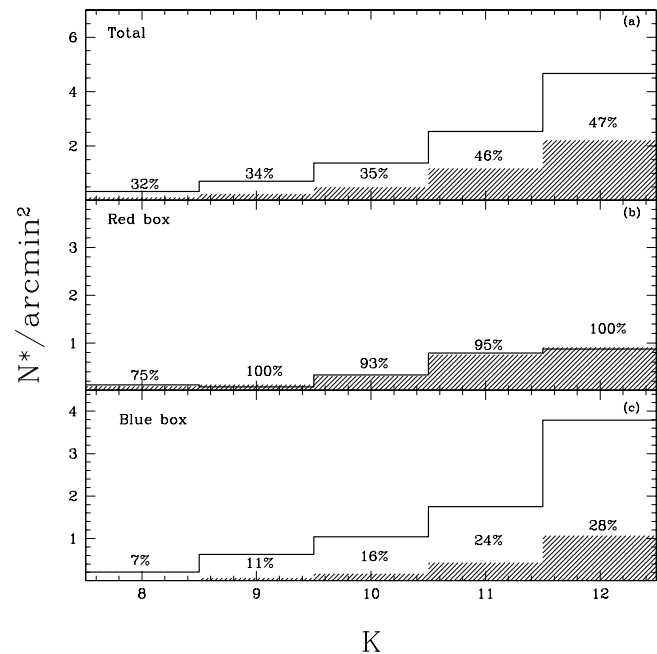 (a)
Total
6
4
2
32%
34%
35%
46%
47%
(b)
Red box
3
2
1
75%
100%
93%
95%
100%
(c)
Blue box
4
3
2
1
7%
11%
16%
24%
28%
8 9 10 11 12
K
N*/arcmin²